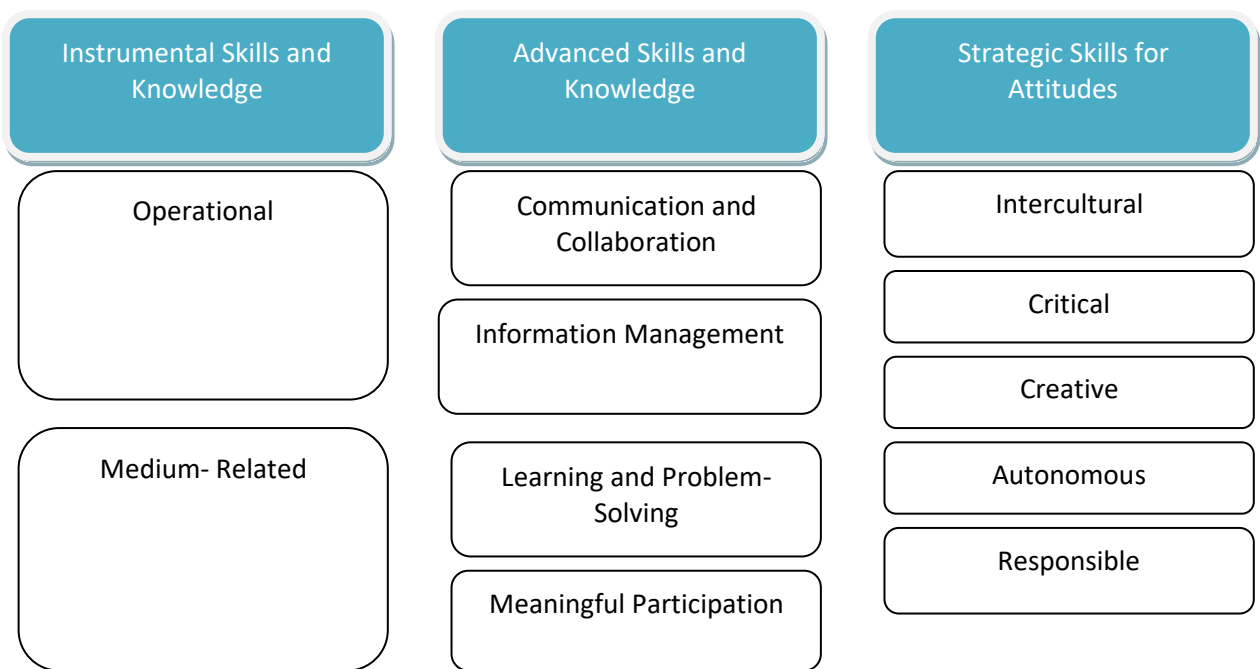 Instrumental Skills and
Knowledge
Operational
Medium- Related
Advanced Skills and
Knowledge
Communication and
Collaboration
Information Management
Learning and Problem-
Solving
Meaningful Participation
Strategic Skills for
Attitudes
Intercultural
Critical
Creative
Autonomous
Responsible